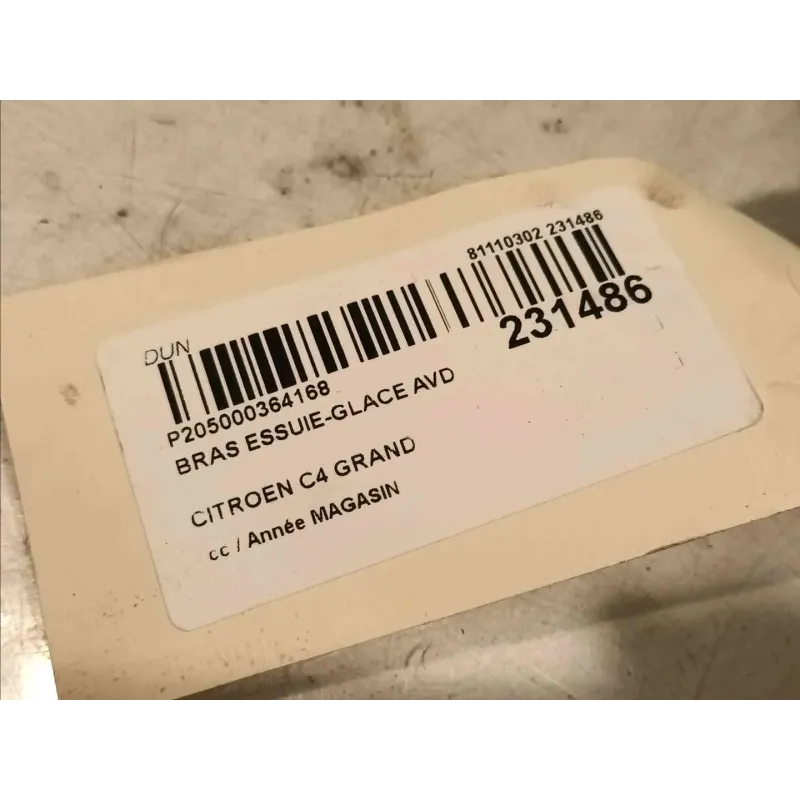 81110302 231486
DUN
231486
P205000364168
BRAS ESSUIE-GLACE AVD
CITROEN C4 GRAND
cc / Année MAGASIN